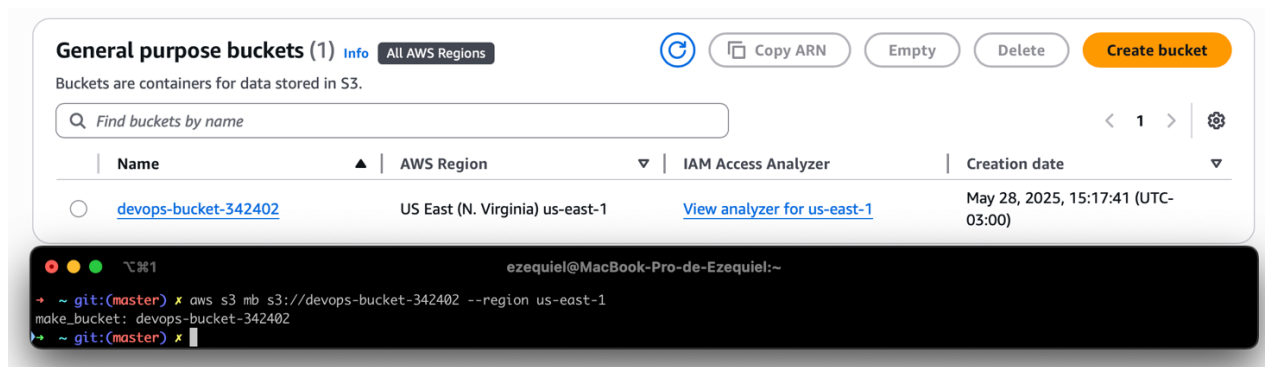 General purpose buckets (1) Info All AWS Regions Copy ARN Empty Delete Create bucket
Buckets are containers for data stored in S3.
Find buckets by name 1
Name AWS Region IAM Access Analyzer Creation date
devops-bucket-342402 US East (N. Virginia) us-east-1 View analyzer for us-east-1 May 28, 2025, 15:17:41 (UTC-
03:00)
⌥⌘1 ezequiel@MacBook-Pro-de-Ezequiel:~
➜ ~ git:(master) ✗ aws s3 mb s3://devops-bucket-342402 --region us-east-1
make_bucket: devops-bucket-342402
➜ ~ git:(master) ✗